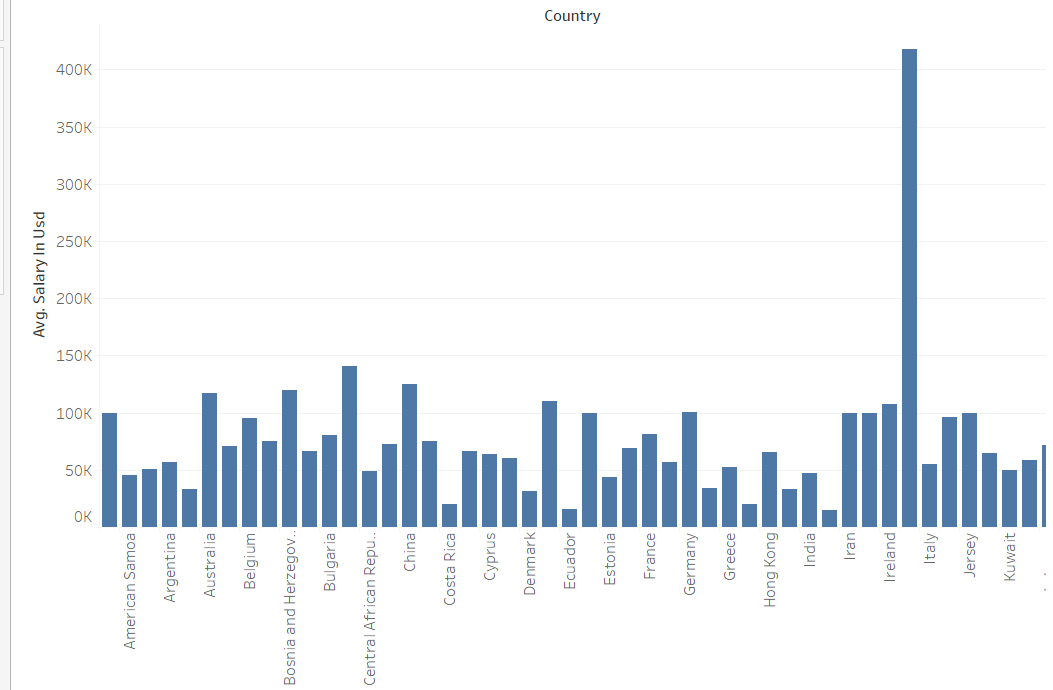 Country
400K
350K
300K
250K
200K
150K
100K
50K
0K
Avg. Salary In Usd
American Samoa
Argentina
Australia
Belgium
Bosnia and Herzegov..
Bulgaria
Central African Repu..
China
Costa Rica
Cyprus
Denmark
Ecuador
Estonia
France
Germany
Greece
Hong Kong
India
Iran
Ireland
Italy
Jersey
Kuwait